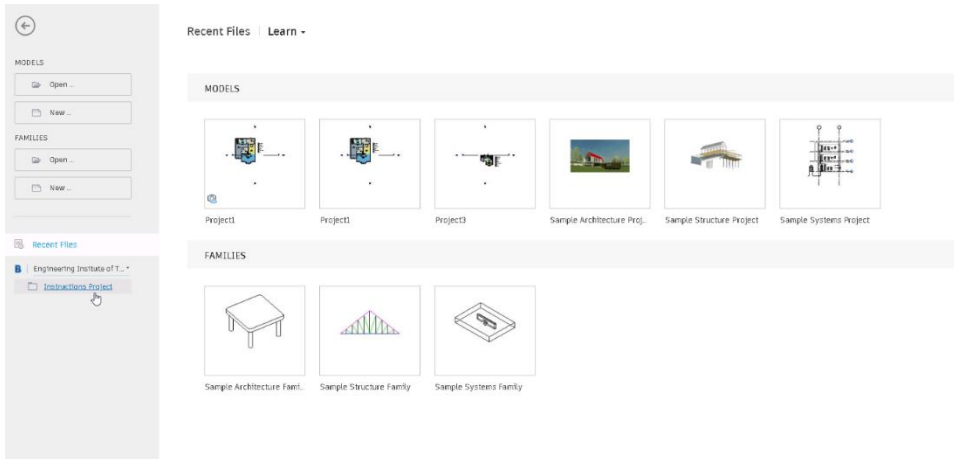 Recent Files | Learn
MODELS
Open ...
New ...
FAMILIES
Open ...
New ...
Recent Files
B | Engineering Institute of T...
Instructions Project
MODELS
Project1
Project1
Project3
Sample Architecture Proj..
Sample Structure Project
Sample Systems Project
FAMILIES
Sample Architecture Fami..
Sample Structure Family
Sample Systems Family